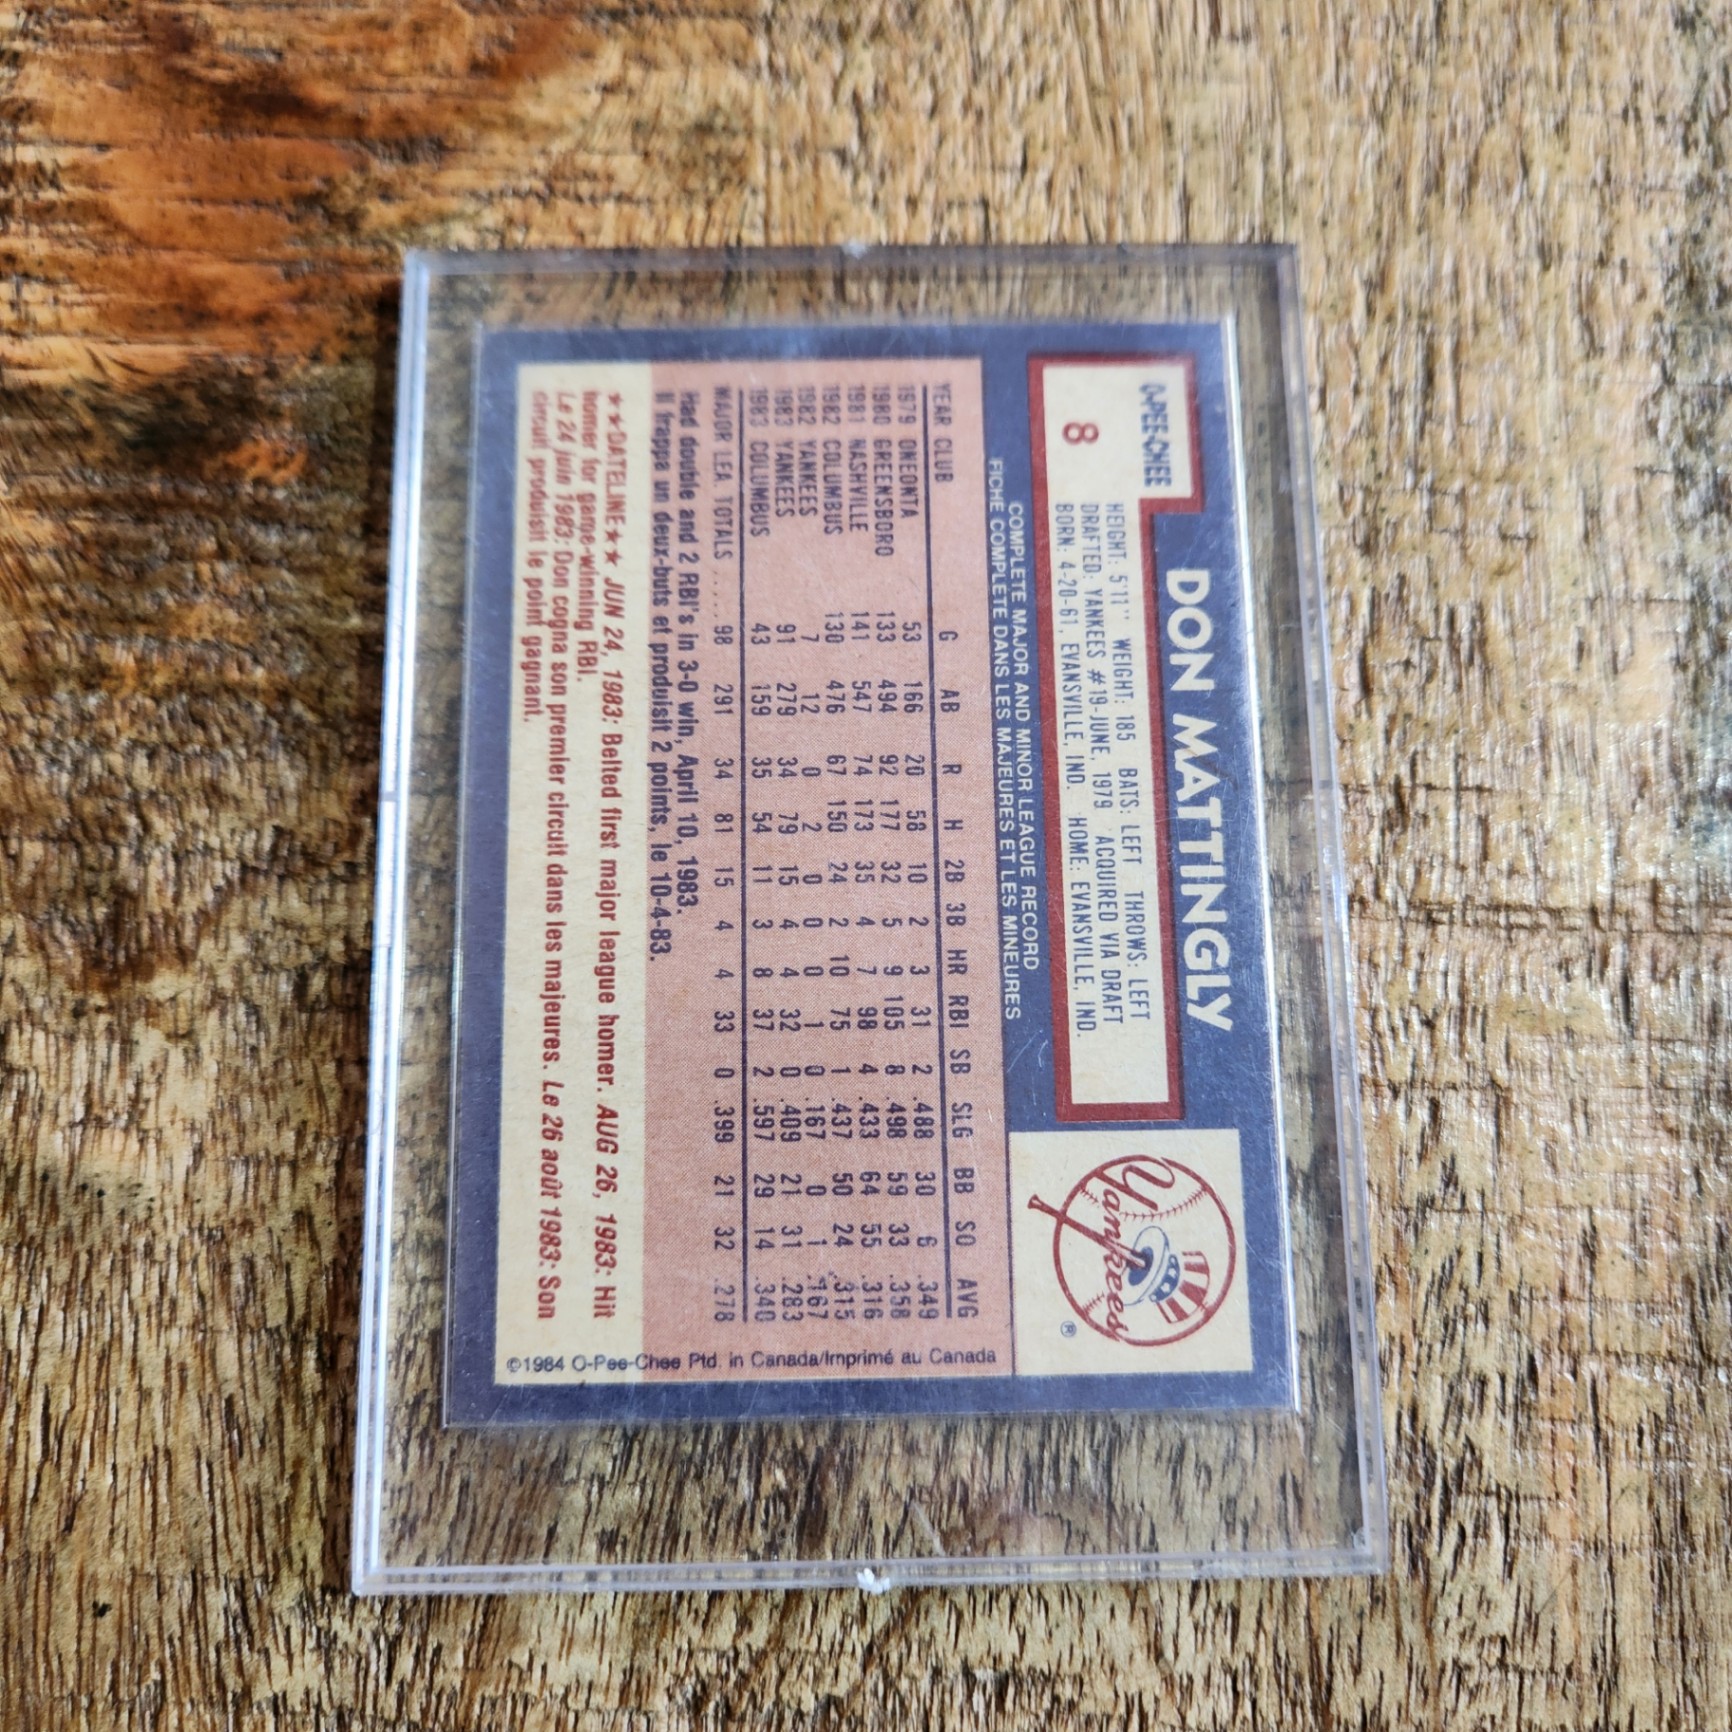 O-PEE-CHEE
8
DON MATTINGLY
HEIGHT: 5'11'' WEIGHT: 185 BATS: LEFT THROWS: LEFT
DRAFTED: YANKEES #19-JUNE, 1979 ACQUIRED VIA DRAFT
BORN: 4-20-61, EVANSVILLE, IND. HOME: EVANSVILLE, IND.
Yankees ®
COMPLETE MAJOR AND MINOR LEAGUE RECORD
FICHE COMPLETE DANS LES MAJEURES ET LES MINEURES
YEAR CLUB G AB R H 2B 3B HR RBI SB SLG BB SO AVG
1979 ONEONTA 53 166 20 58 10 2 3 31 2 .488 30 6 .349
1980 GREENSBORO 133 494 92 177 32 5 9 105 8 .498 59 33 .358
1981 NASHVILLE 141 547 74 173 35 4 7 98 4 .433 64 55 .316
1982 COLUMBUS 130 476 67 150 24 2 10 75 1 .437 50 24 .315
1982 YANKEES 7 12 0 2 0 0 0 1 0 .167 0 1 .167
1983 YANKEES 91 279 34 79 15 4 4 32 0 .409 21 31 .283
1983 COLUMBUS 43 159 35 54 11 3 8 37 2 .597 29 14 .340
MAJOR LEA TOTALS ..... 98 291 34 81 15 4 4 33 0 .399 21 32 .278
Had double and 2 RBI's in 3-0 win, April 10, 1983.
Il frappa un deux-buts et produisit 2 points, le 10-4-83.
★★DATELINE★★ JUN 24, 1983: Belted first major league homer. AUG 26, 1983: Hit
homer for game-winning RBI.
Le 24 juin 1983: Don cogna son premier circuit dans les majeures. Le 26 août 1983: Son
circuit produisit le point gagnant.
©1984 O-Pee-Chee Ptd. in Canada/Imprimé au Canada